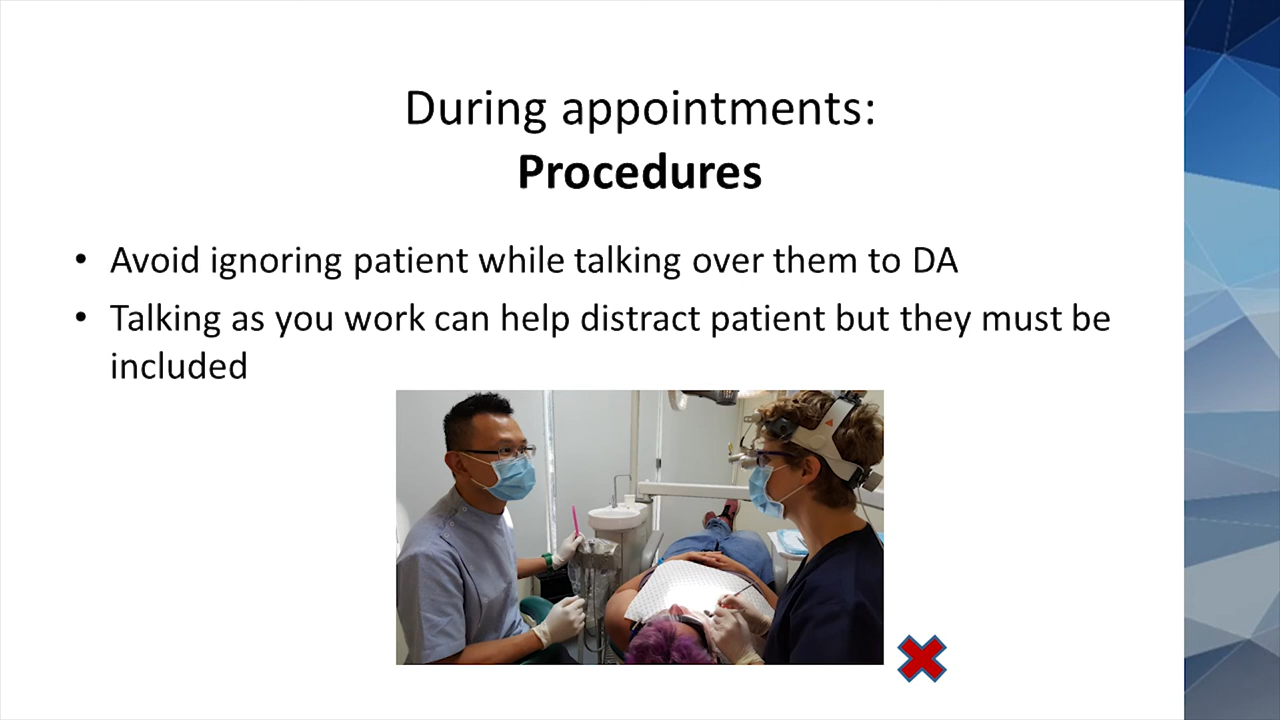 During appointments:
Procedures
• Avoid ignoring patient while talking over them to DA
• Talking as you work can help distract patient but they must be
included